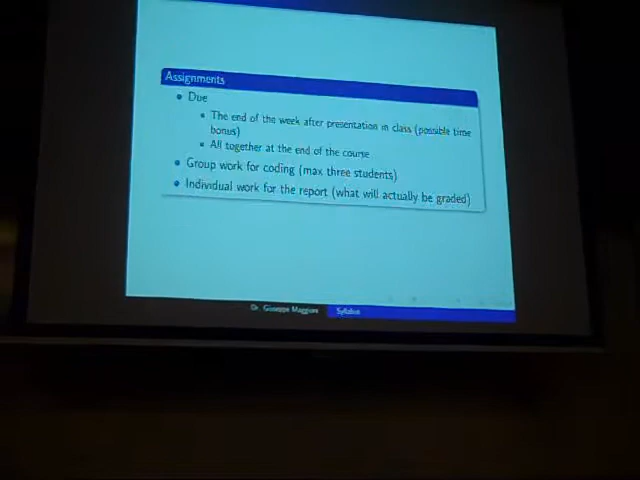 Assignments
Due
The end of the week after presentation in class (possible time
bonus)
All together at the end of the course
Group work for coding (max three students)
Individual work for the report (what will actually be graded)
Dr. Giuseppe Maggiore
Syllabus